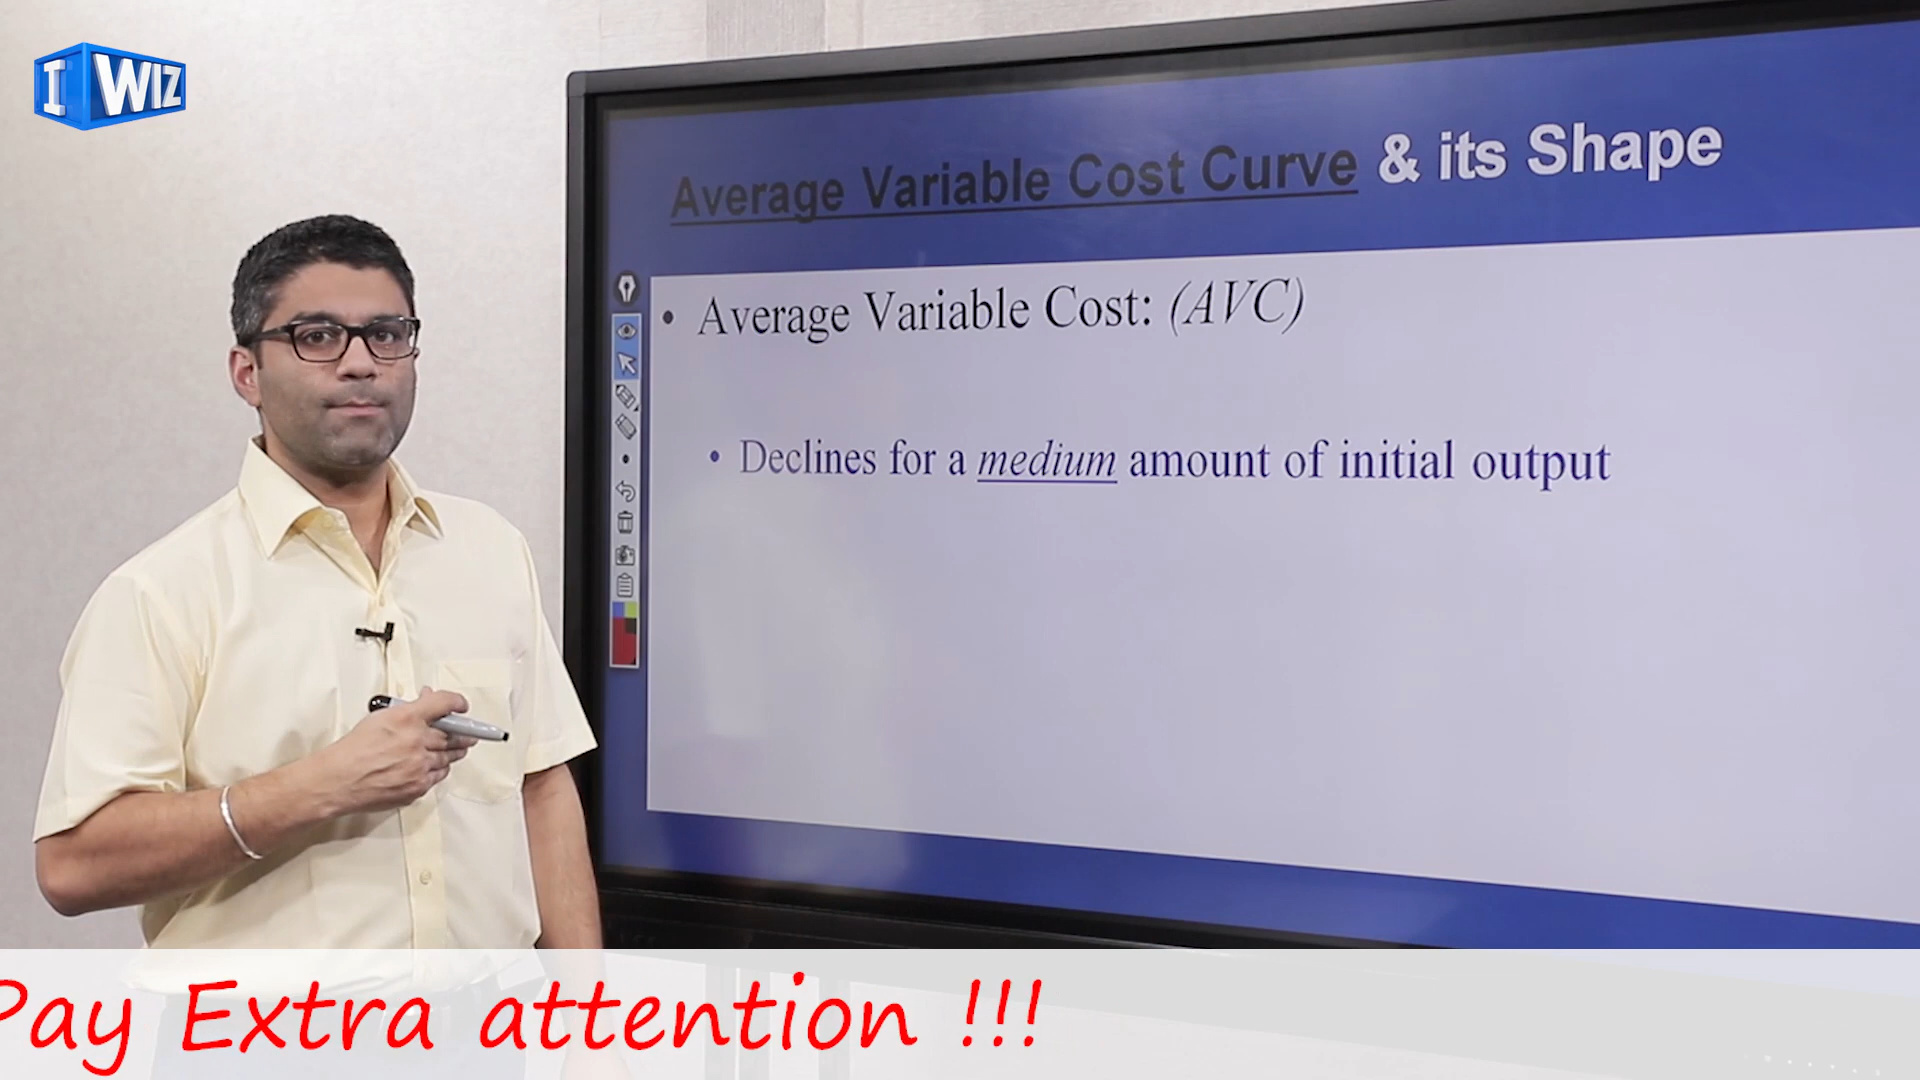 I WIZ
Average Variable Cost Curve & its Shape
• Average Variable Cost: (AVC)
• Declines for a medium amount of initial output
Pay Extra attention !!!